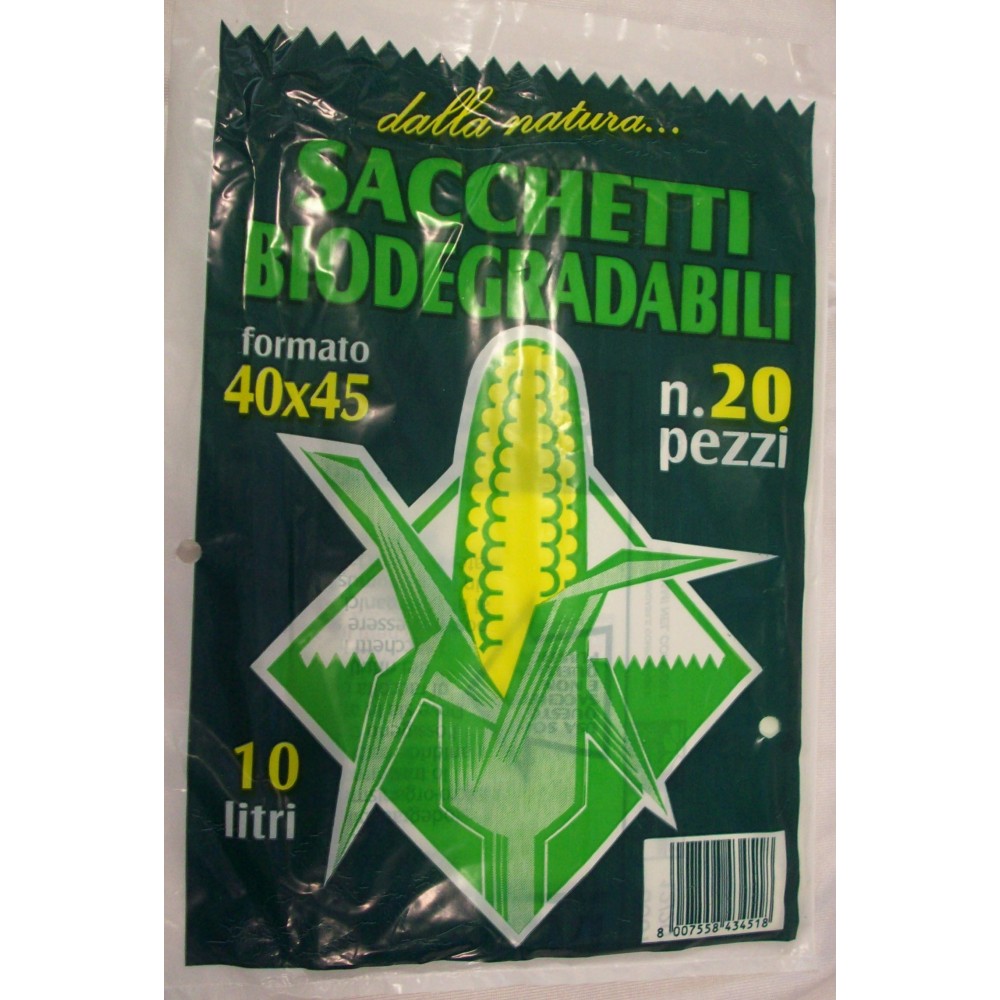 dalla natura...
SACCHETTI
BIODEGRADABILI
formato
40x45
n.20
pezzi
10
litri
8 007558 434518